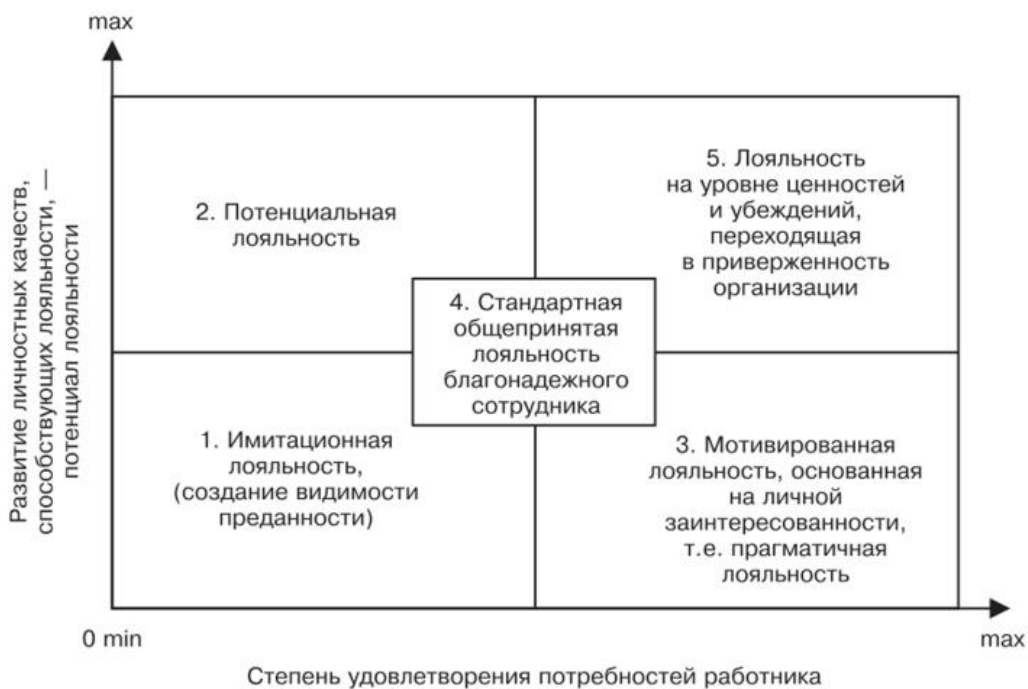 max
Развитие личностных качеств,
способствующих лояльности, —
потенциал лояльности
2. Потенциальная
лояльность
5. Лояльность
на уровне ценностей
и убеждений,
переходящая
в приверженность
организации
4. Стандартная
общепринятая
лояльность
благонадежного
сотрудника
1. Имитационная
лояльность,
(создание видимости
преданности)
3. Мотивированная
лояльность, основанная
на личной
заинтересованности,
т.е. прагматичная
лояльность
0 min
max
Степень удовлетворения потребностей работника